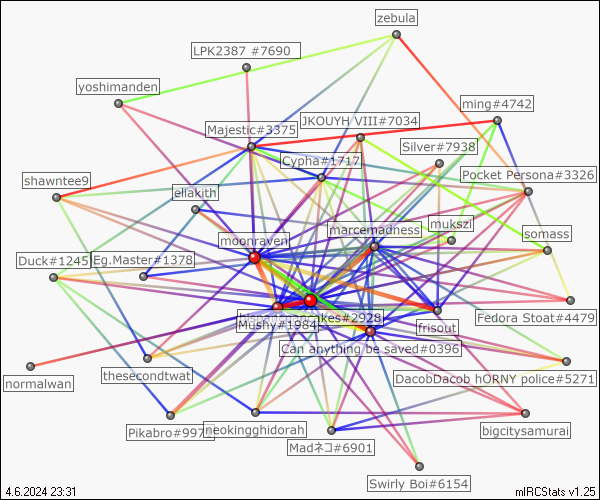 zebula
LPK2387 #7690
yoshimanden
ming#4742
JKOUYH VIII#7034
Majestic#3375
Silver#7938
Cypha#1717
Pocket Persona#3326
shawntee9
ellakith
mukszi
marcemadness
somass
moonraven
Duck#1245
Eg.Master#1378
kes#2928
Mushy#1984
frisout
Fedora Stoat#4479
Can anything be saved#0396
thesecondtwat
normalwan
DacobDacob hORNY police#5271
Pikabro#997
neokingghidorah
bigcitysamurai
Madネコ#6901
Swirly Boi#6154
4.6.2024 23:31
mIRCStats v1.25